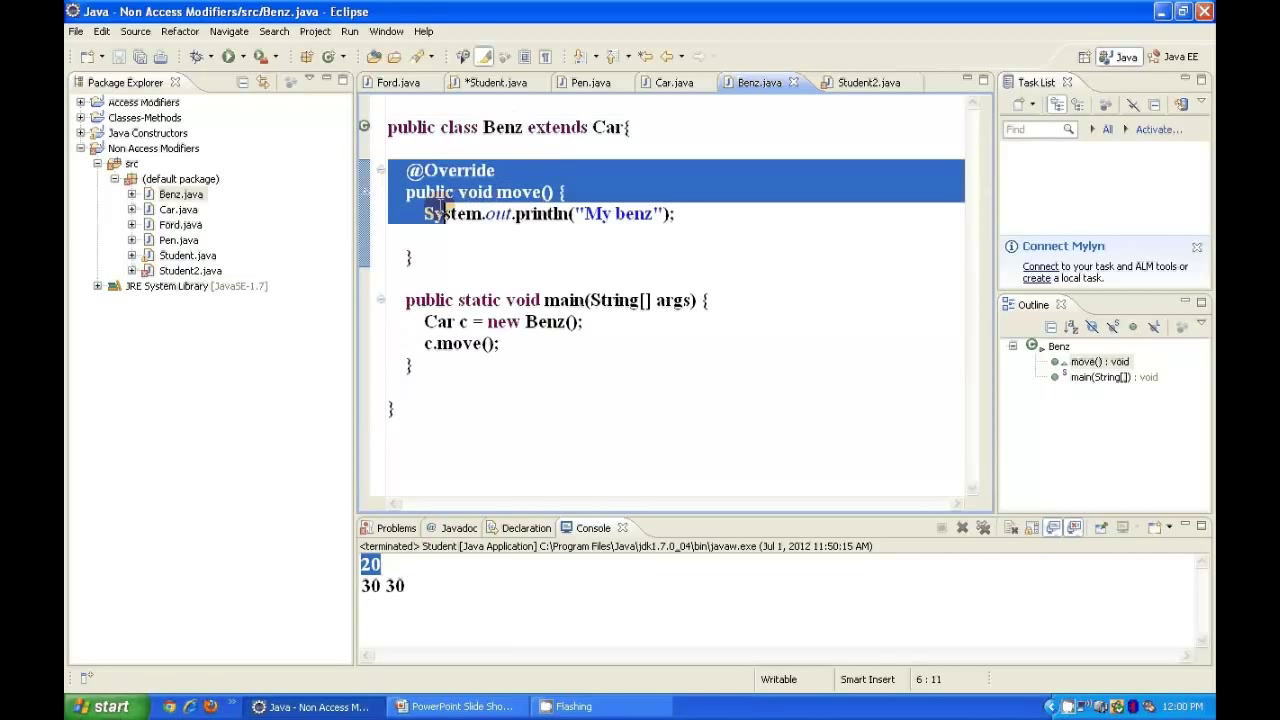 Java - Non Access Modifiers/src/Benz.java - Eclipse
File Edit Source Refactor Navigate Search Project Run Window Help
Java Java EE
Package Explorer
Ford.java *Student.java Pen.java Car.java Benz.java Student2.java
Task List
Access Modifiers
Classes-Methods
Java Constructors
Non Access Modifiers
src
(default package)
Benz.java
Car.java
Ford.java
Pen.java
Student.java
Student2.java
JRE System Library [JavaSE-1.7]
public class Benz extends Car{
@Override
public void move() {
System.out.println("My benz");
}
public static void main(String[] args) {
Car c = new Benz();
c.move();
}
}
Find All Activate...
Connect Mylyn
Connect to your task and ALM tools or
create a local task.
Outline
Benz
move() : void
main(String[]) : void
Problems Javadoc Declaration Console
<terminated> Student [Java Application] C:\Program Files\Java\jdk1.7.0_04\bin\javaw.exe (Jul 1, 2012 11:50:15 AM)
20
30 30
Writable Smart Insert 6 : 11
start Java - Non Access M... PowerPoint Slide Sho... Flashing 12:00 PM